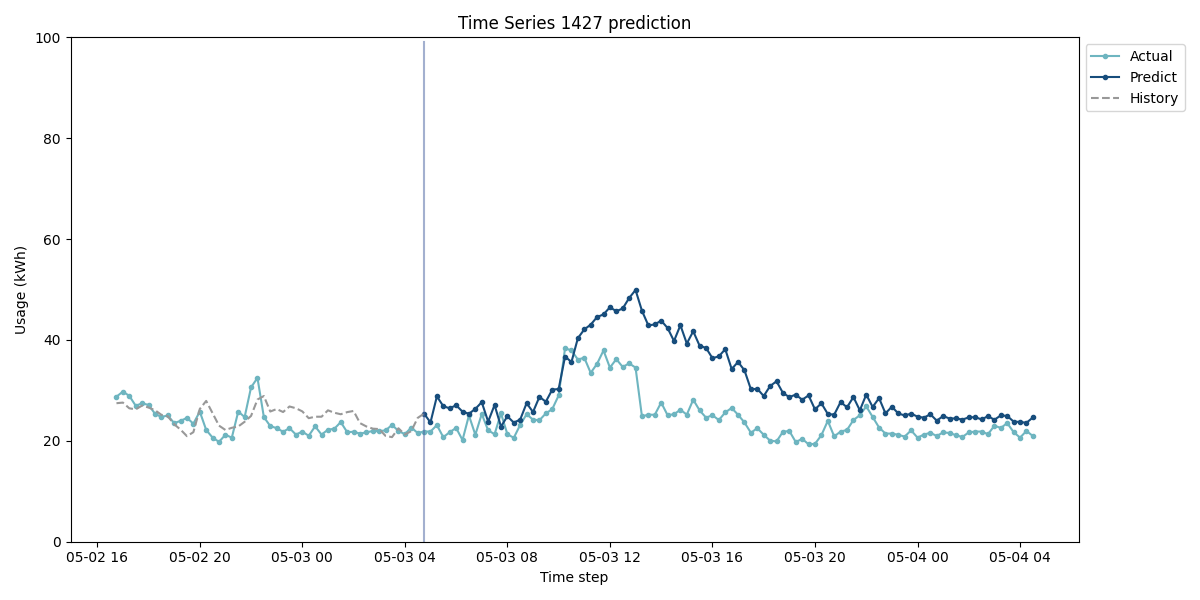 Time Series 1427 prediction
Usage (kWh)
100
80
60
40
20
0
05-02 16
05-02 20
05-03 00
05-03 04
05-03 08
05-03 12
05-03 16
05-03 20
05-04 00
05-04 04
Time step
Actual
Predict
History